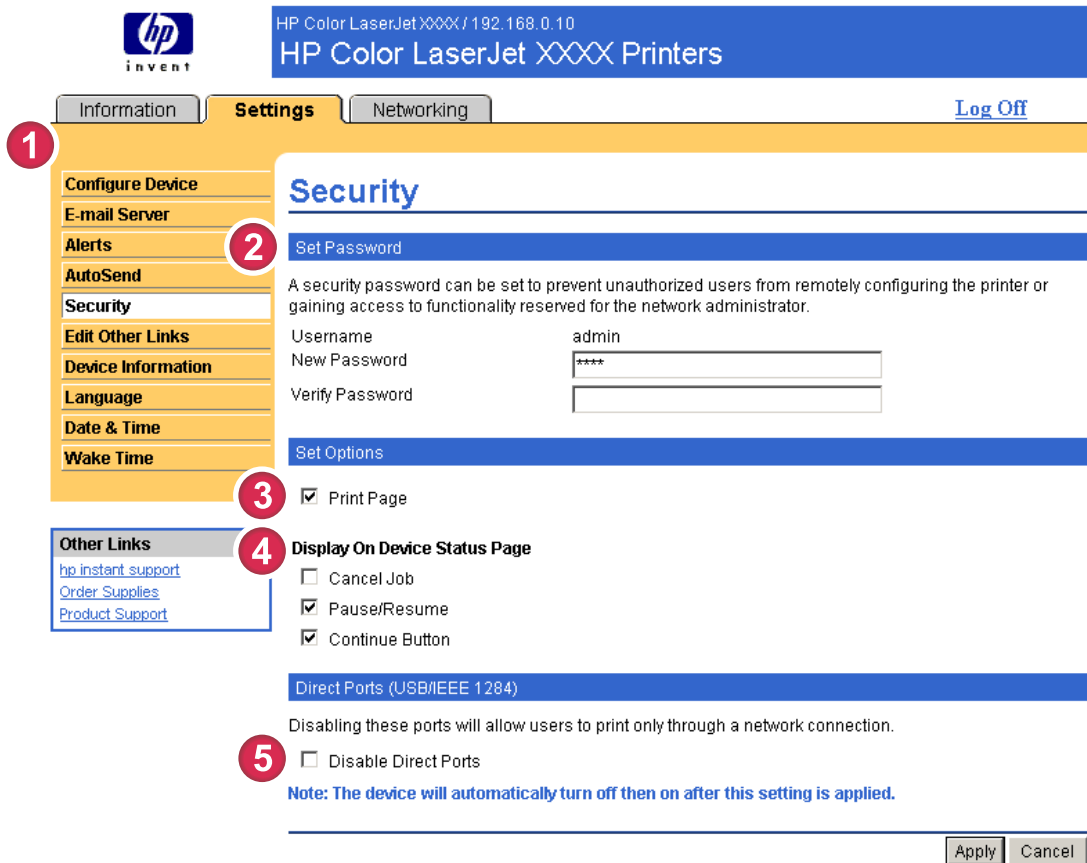 hp
invent
HP Color LaserJet XXXX / 192.168.0.10
HP Color LaserJet XXXX Printers
Information
Settings
Networking
Log Off
1
Configure Device
E-mail Server
Alerts
AutoSend
Security
Edit Other Links
Device Information
Language
Date & Time
Wake Time
Other Links
hp instant support
Order Supplies
Product Support
Security
2
Set Password
A security password can be set to prevent unauthorized users from remotely configuring the printer or
gaining access to functionality reserved for the network administrator.
Username admin
New Password ****
Verify Password
Set Options
3
Print Page
4
Display On Device Status Page
Cancel Job
Pause/Resume
Continue Button
Direct Ports (USB/IEEE 1284)
Disabling these ports will allow users to print only through a network connection.
5
Disable Direct Ports
Note: The device will automatically turn off then on after this setting is applied.
Apply Cancel